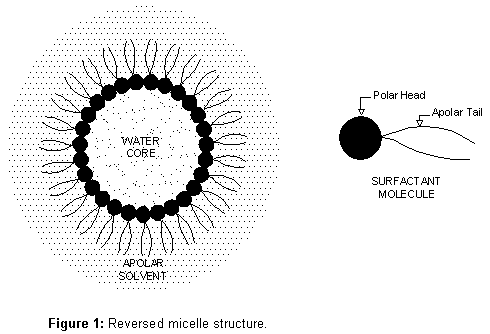 WATER
CORE
APOLAR
SOLVENT
Polar Head
Apolar Tail
SURFACTANT
MOLECULE
Figure 1: Reversed micelle structure.